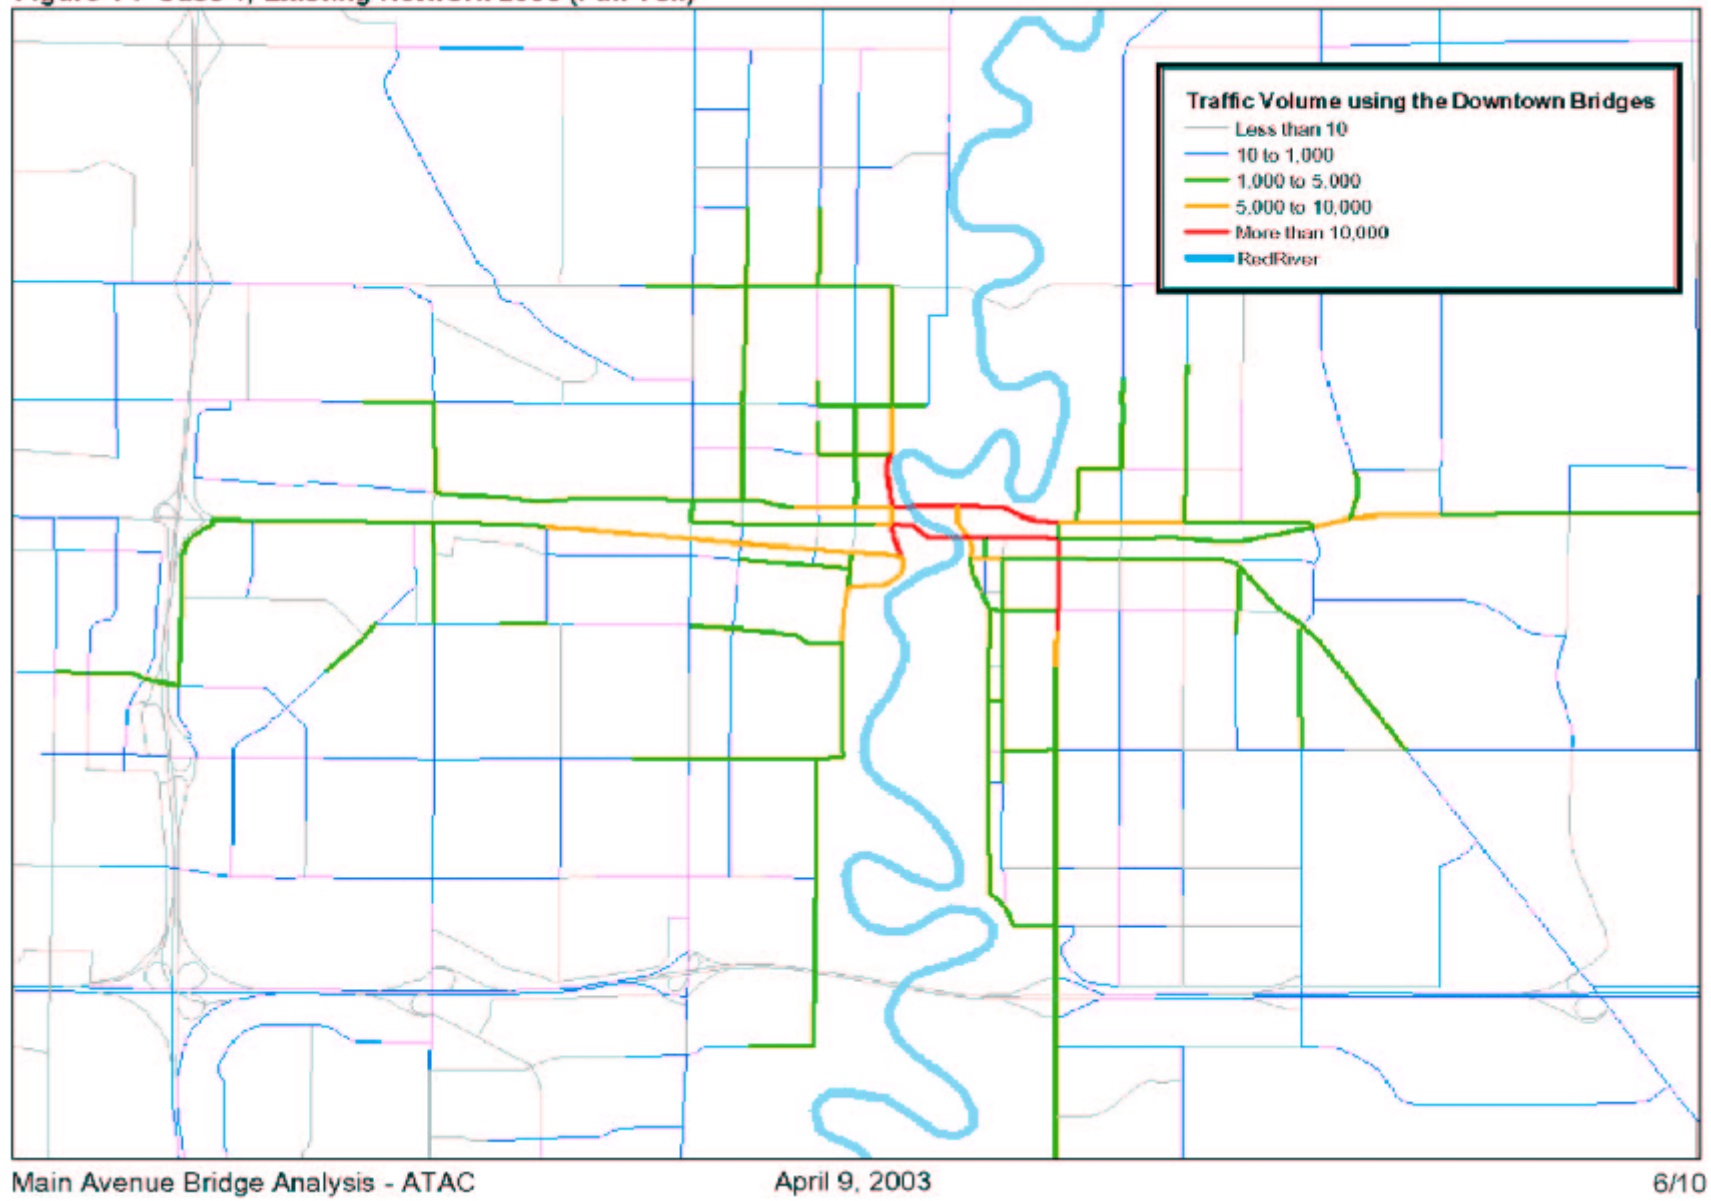 Traffic Volume using the Downtown Bridges
Less than 10
10 to 1,000
1,000 to 5,000
5,000 to 10,000
More than 10,000
RedRiver
Main Avenue Bridge Analysis - ATAC
April 9, 2003
6/10